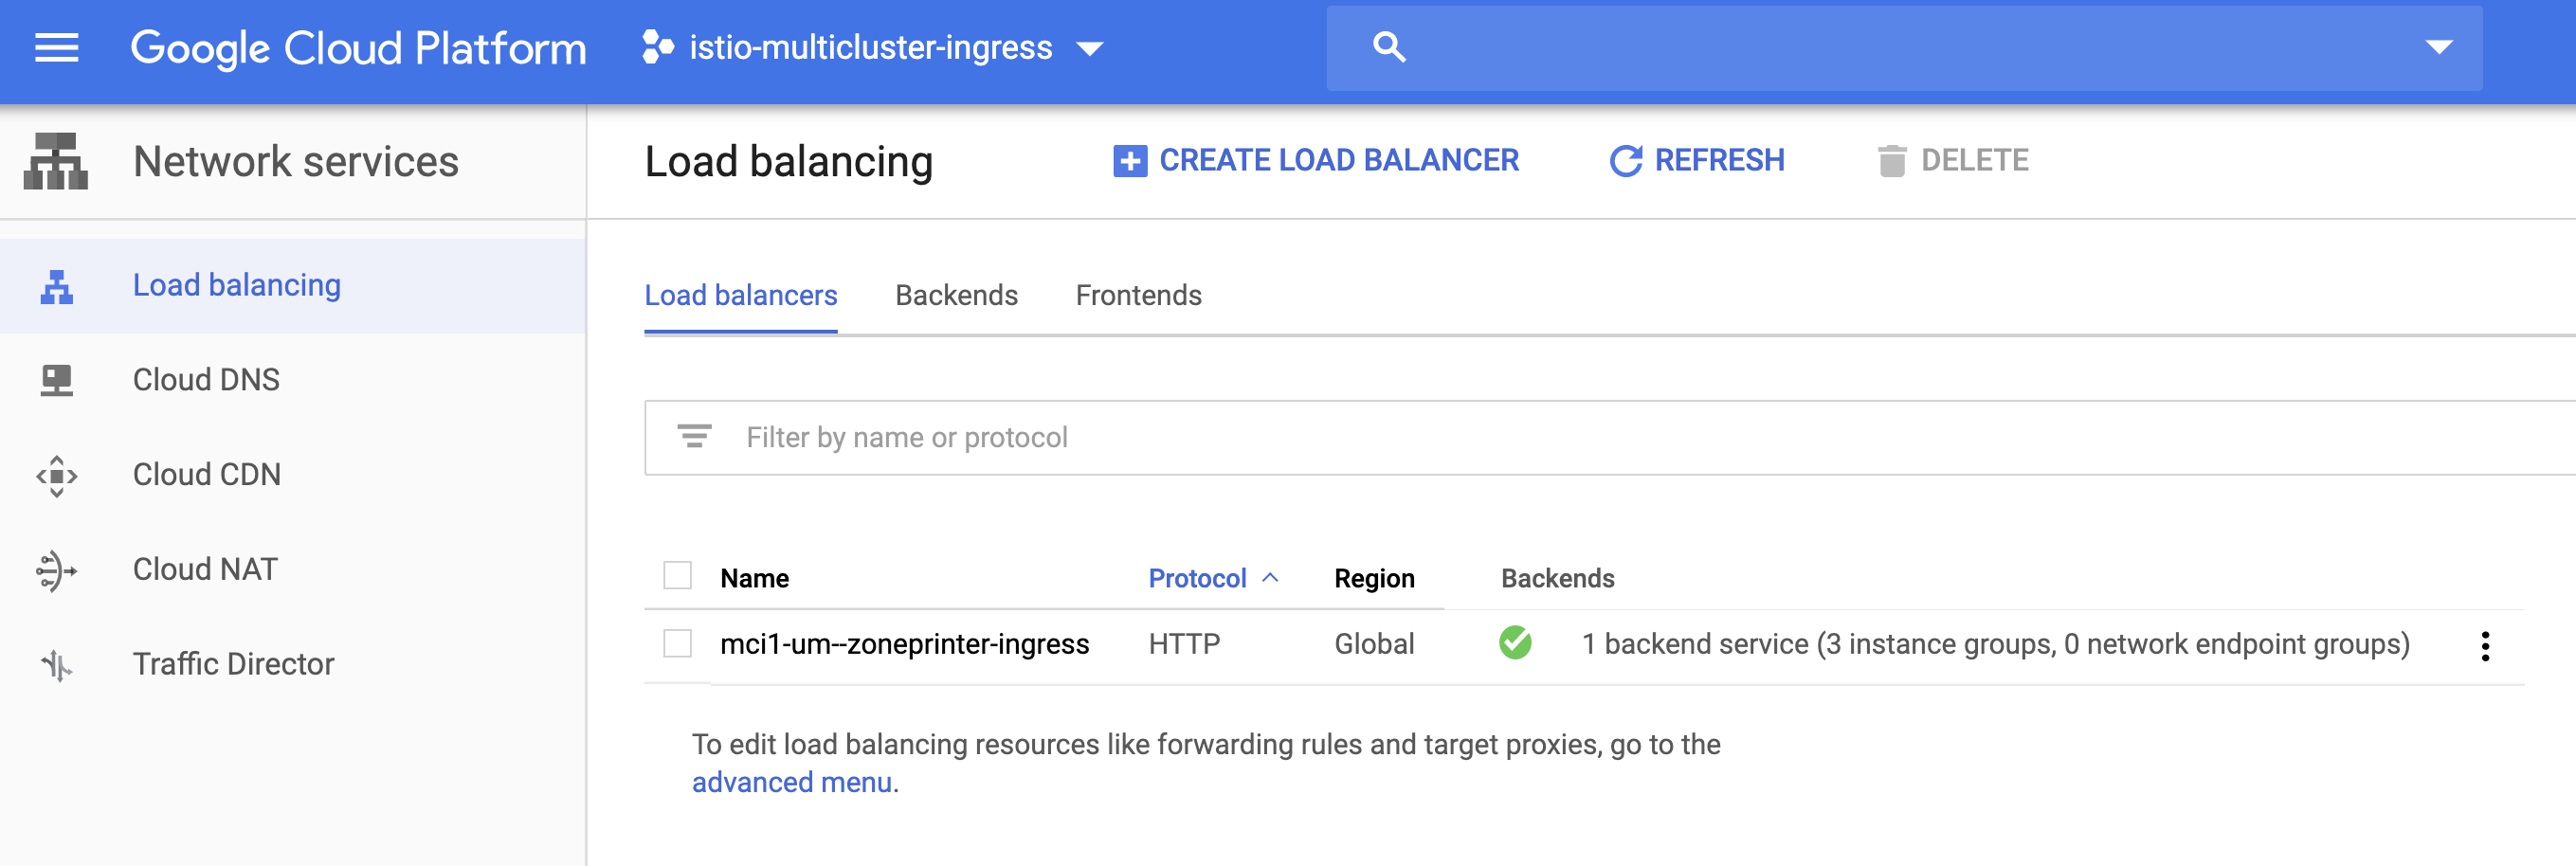 Google Cloud Platform
istio-multicluster-ingress
Network services
Load balancing
CREATE LOAD BALANCER
REFRESH
DELETE
Load balancing
Cloud DNS
Cloud CDN
Cloud NAT
Traffic Director
Load balancers
Backends
Frontends
Filter by name or protocol
Name Protocol Region Backends
mci1-um--zoneprinter-ingress HTTP Global 1 backend service (3 instance groups, 0 network endpoint groups)
To edit load balancing resources like forwarding rules and target proxies, go to the
advanced menu.